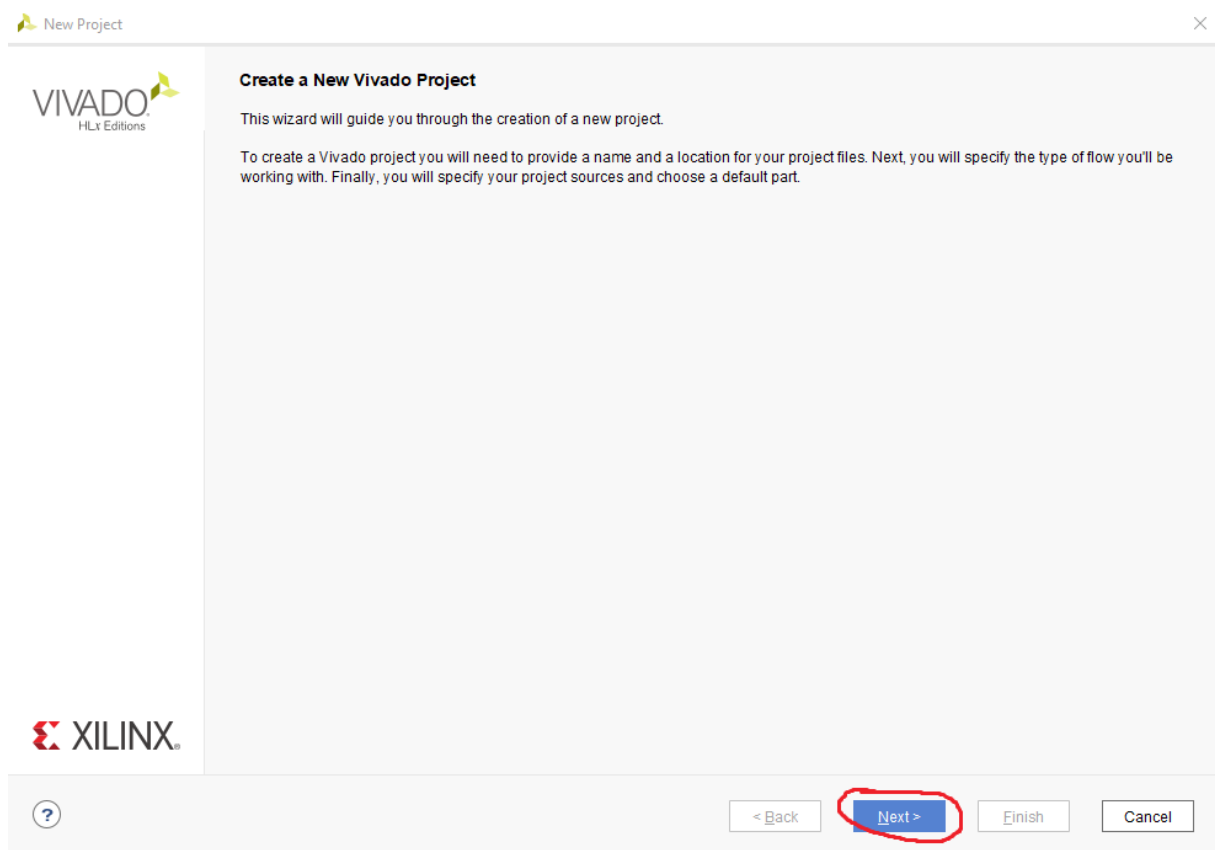 New Project
VIVADO.
HLx Editions
Create a New Vivado Project
This wizard will guide you through the creation of a new project.
To create a Vivado project you will need to provide a name and a location for your project files. Next, you will specify the type of flow you'll be
working with. Finally, you will specify your project sources and choose a default part.
XILINX.
?
< Back
Next >
Finish
Cancel